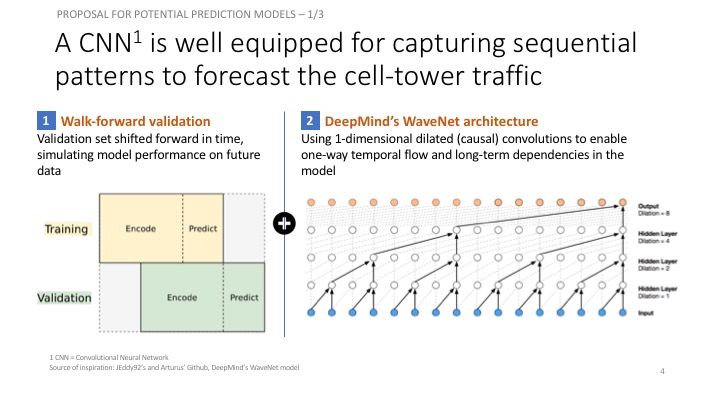 PROPOSAL FOR POTENTIAL PREDICTION MODELS – 1/3
A CNN¹ is well equipped for capturing sequential
patterns to forecast the cell-tower traffic
1 Walk-forward validation
Validation set shifted forward in time,
simulating model performance on future
data
Training
Encode
Predict
Validation
Encode
Predict
2 DeepMind’s WaveNet architecture
Using 1-dimensional dilated (causal) convolutions to enable
one-way temporal flow and long-term dependencies in the
model
Output
Dilation = 8
Hidden Layer
Dilation = 4
Hidden Layer
Dilation = 2
Hidden Layer
Dilation = 1
Input
1 CNN = Convolutional Neural Network
Source of inspiration: JEddy92’s and Arturus’ Github, DeepMind’s WaveNet model
4